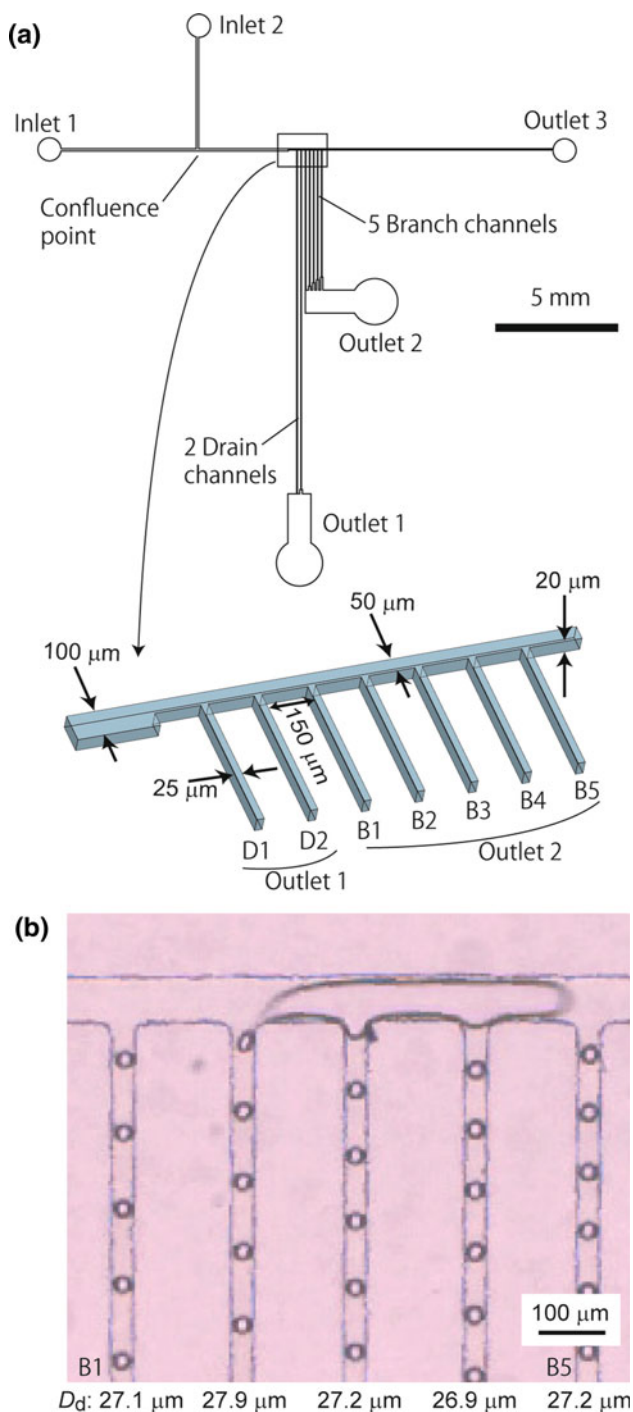 (a)
Inlet 2
Inlet 1
Outlet 3
Confluence
point
5 Branch channels
5 mm
Outlet 2
2 Drain
channels
Outlet 1
20 μm
50 μm
100 μm
150 μm
25 μm
D1
D2
B1
B2
B3
B4
B5
Outlet 1
Outlet 2
(b)
100 μm
B1
B5
Dd: 27.1 μm 27.9 μm 27.2 μm 26.9 μm 27.2 μm